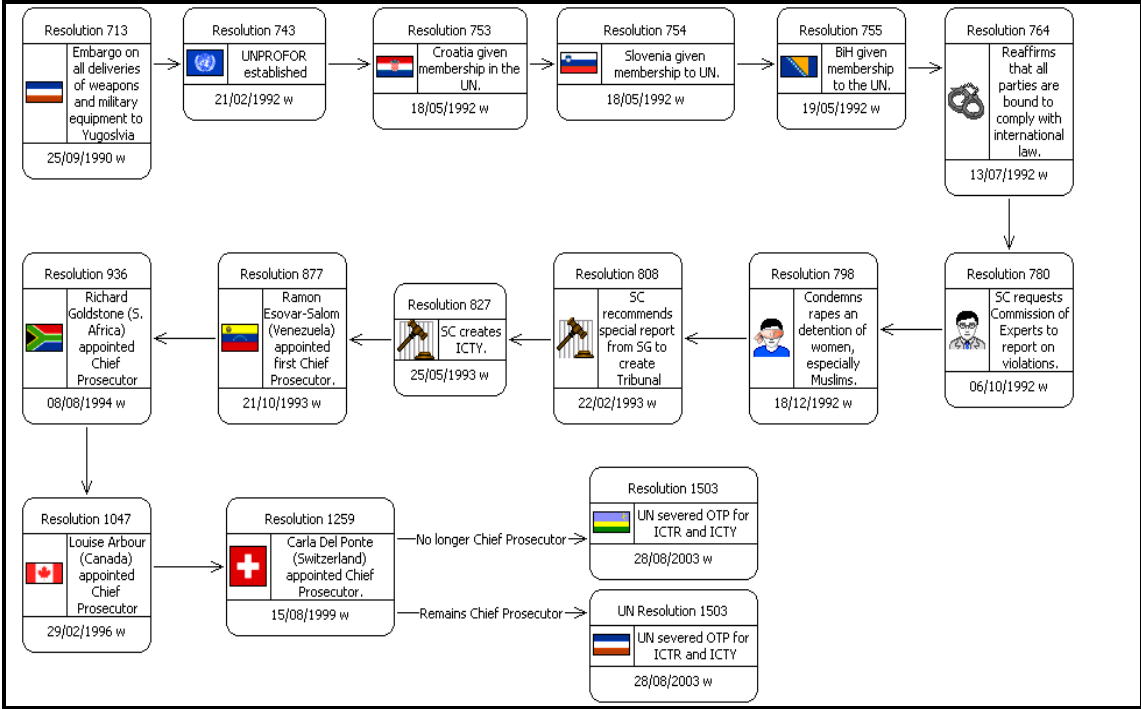 Resolution 713
Embargo on
all deliveries
of weapons
and military
equipment to
Yugoslvia
25/09/1990 w
Resolution 743
UNPROFOR
established
21/02/1992 w
Resolution 753
Croatia given
membership in the
UN.
18/05/1992 w
Resolution 754
Slovenia given
membership to UN.
18/05/1992 w
Resolution 755
BiH given
membership
to the UN.
19/05/1992 w
Resolution 764
Reaffirms
that all
parties are
bound to
comply with
international
law.
13/07/1992 w
Resolution 780
SC requests
Commission of
Experts to
report on
violations.
06/10/1992 w
Resolution 798
Condemns
rapes an
detention of
women,
especially
Muslims.
18/12/1992 w
Resolution 808
SC
recommends
special report
from SG to
create
Tribunal
22/02/1993 w
Resolution 827
SC creates
ICTY.
25/05/1993 w
Resolution 877
Ramon
Esovar-Salom
(Venezuela)
appointed
first Chief
Prosecutor.
21/10/1993 w
Resolution 936
Richard
Goldstone (S.
Africa)
appointed
Chief
Prosecutor
08/08/1994 w
Resolution 1047
Louise Arbour
(Canada)
appointed
Chief
Prosecutor
29/02/1996 w
Resolution 1259
Carla Del Ponte
(Switzerland)
appointed Chief
Prosecutor.
15/08/1999 w
No longer Chief Prosecutor
Resolution 1503
UN severed OTP for
ICTR and ICTY
28/08/2003 w
Remains Chief Prosecutor
UN Resolution 1503
UN severed OTP for
ICTR and ICTY
28/08/2003 w